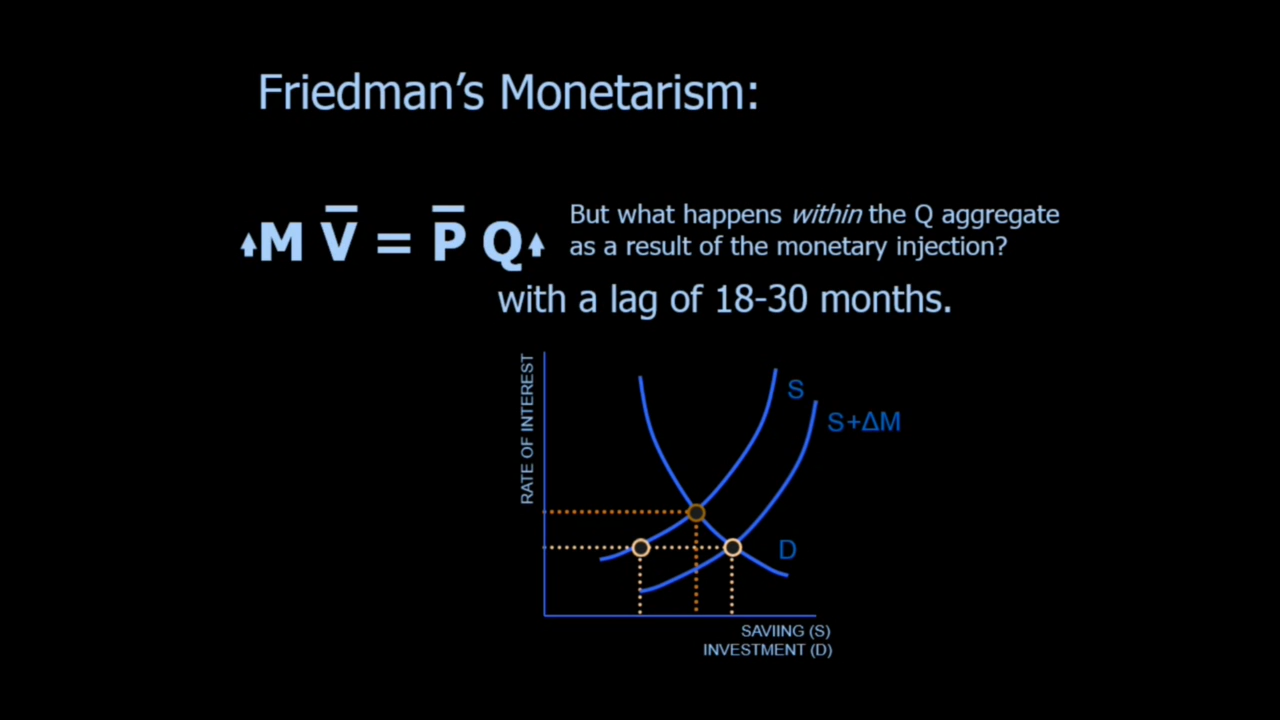 Friedman’s Monetarism:
M V = P Q
But what happens within the Q aggregate
as a result of the monetary injection?
with a lag of 18-30 months.
RATE OF INTEREST
S
S+ΔM
D
SAVIING (S)
INVESTMENT (D)